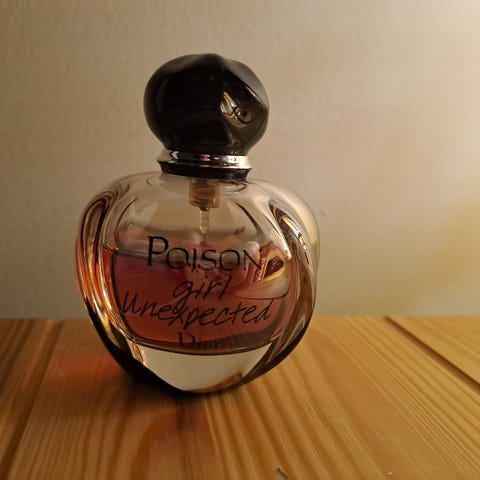 POISON
girl
unexpected
Dior